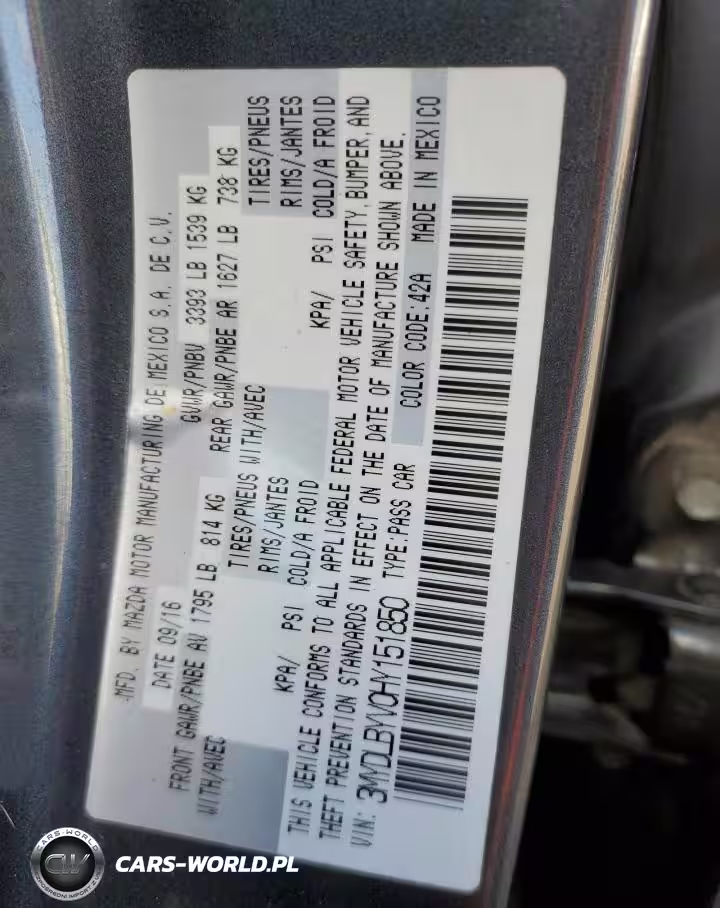 MFD. BY MAZDA MOTOR MANUFACTURING DE MEXICO S.A. DE C.V.
DATE 09/16 GVWR/PNBV 3393 LB 1539 KG
FRONT GAWR/PNBE AV 1795 LB 814 KG REAR GAWR/PNBE AR 1627 LB 738 KG
WITH/AVEC TIRES/PNEUS WITH/AVEC TIRES/PNEUS
RIMS/JANTES RIMS/JANTES
KPA/ PSI COLD/A FROID KPA/ PSI COLD/A FROID
THIS VEHICLE CONFORMS TO ALL APPLICABLE FEDERAL MOTOR VEHICLE SAFETY, BUMPER, AND
THEFT PREVENTION STANDARDS IN EFFECT ON THE DATE OF MANUFACTURE SHOWN ABOVE.
VIN: 3MYDLBYV0HY151850 TYPE:PASS CAR COLOR CODE:42A MADE IN MEXICO
CARS-WORLD
CW
CARS-WORLD.PL